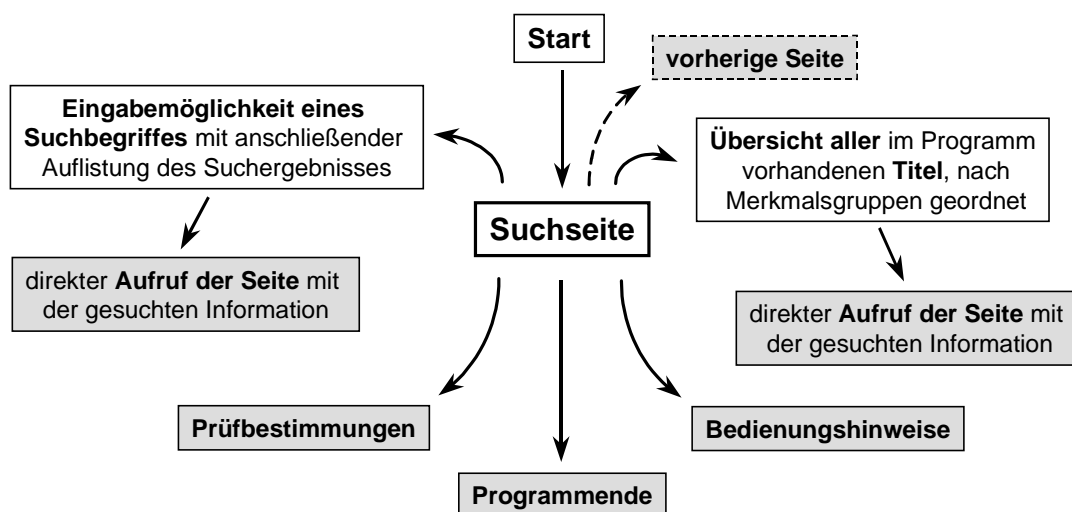 Start
vorherige Seite
Eingabemöglichkeit eines
Suchbegriffes mit anschließender
Auflistung des Suchergebnisses
Übersicht aller im Programm
vorhandenen Titel, nach
Merkmalsgruppen geordnet
Suchseite
direkter Aufruf der Seite mit
der gesuchten Information
direkter Aufruf der Seite mit
der gesuchten Information
Prüfbestimmungen
Bedienungshinweise
Programmende